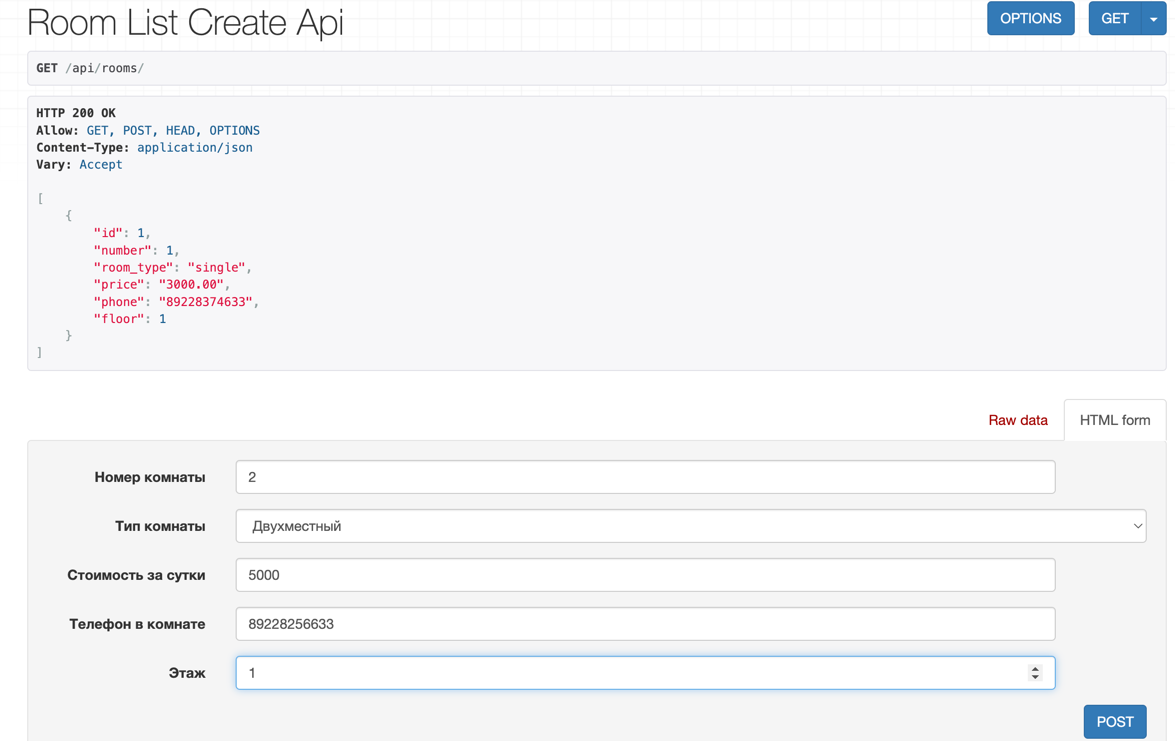 Room List Create Api
OPTIONS
GET
GET /api/rooms/
HTTP 200 OK
Allow: GET, POST, HEAD, OPTIONS
Content-Type: application/json
Vary: Accept
[
    {
        "id": 1,
        "number": 1,
        "room_type": "single",
        "price": "3000.00",
        "phone": "89228374633",
        "floor": 1
    }
]
Raw data
HTML form
Номер комнаты 2
Тип комнаты Двухместный
Стоимость за сутки 5000
Телефон в комнате 89228256633
Этаж 1
POST